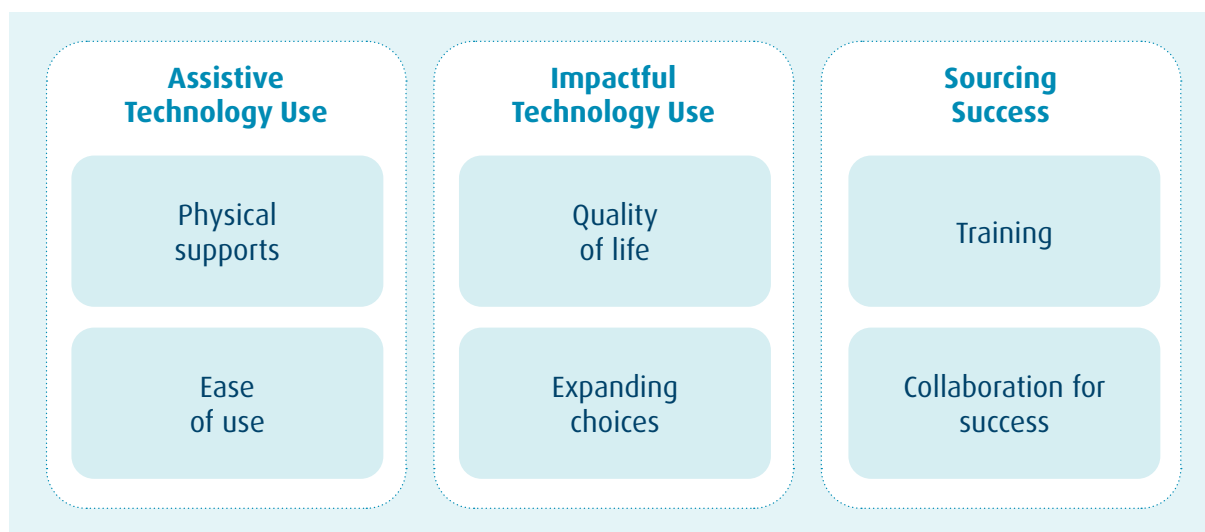 Assistive
Technology Use
Physical
supports
Ease
of use
Impactful
Technology Use
Quality
of life
Expanding
choices
Sourcing
Success
Training
Collaboration for
success